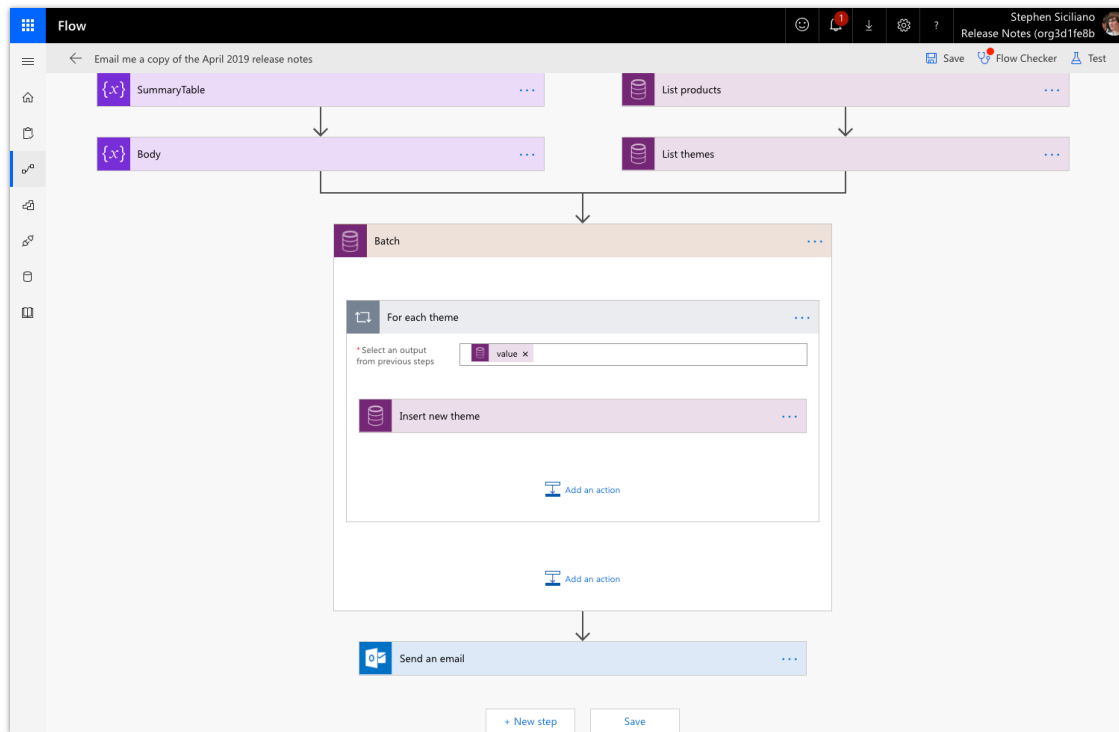 Flow
1
?
Stephen Siciliano
Release Notes (org3d1fe8b
Email me a copy of the April 2019 release notes
Save
Flow Checker
Test
{x} SummaryTable
List products
{x} Body
List themes
Batch
For each theme
*Select an output
from previous steps
value ×
Insert new theme
Add an action
Add an action
Send an email
+ New step
Save